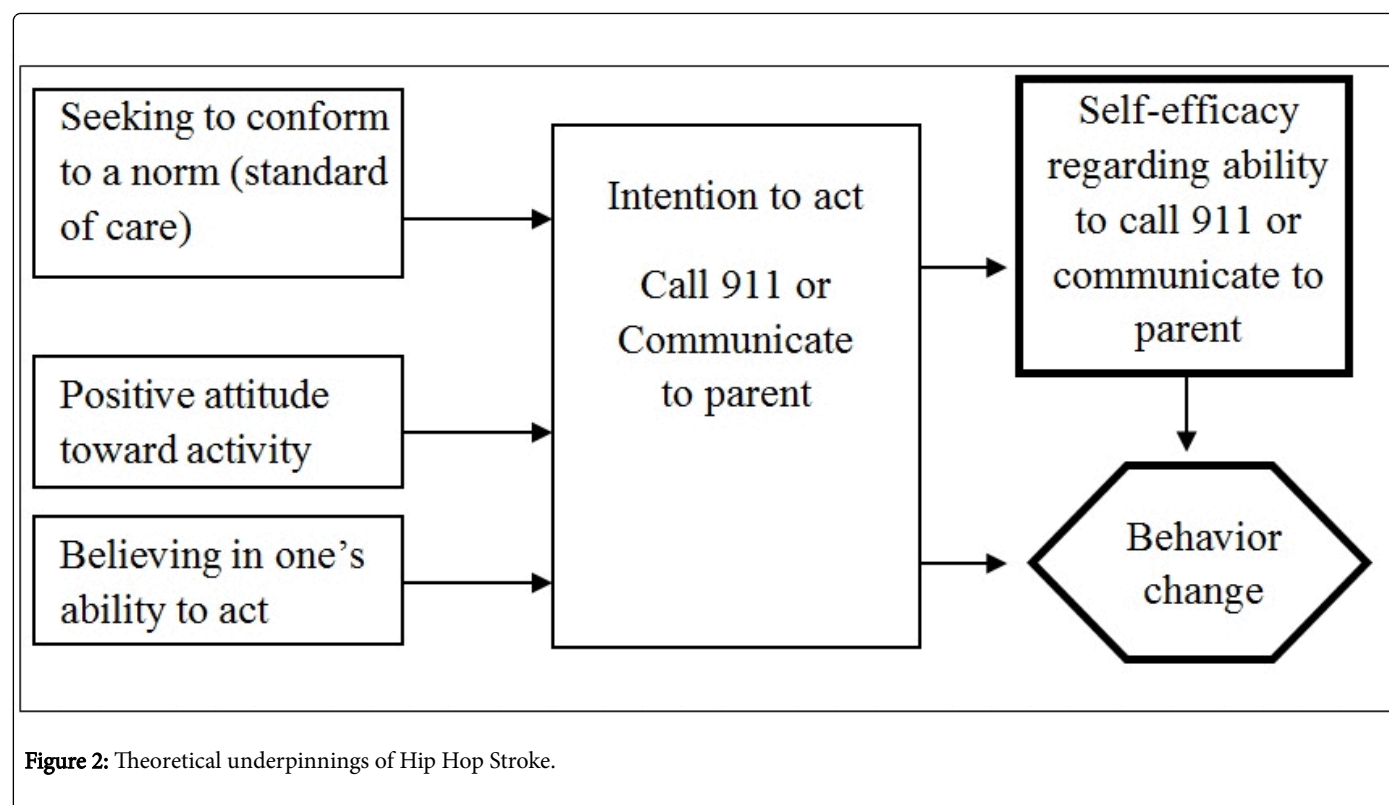 Seeking to conform
to a norm (standard
of care)
Positive attitude
toward activity
Believing in one’s
ability to act
Intention to act
Call 911 or
Communicate
to parent
Self-efficacy
regarding ability
to call 911 or
communicate to
parent
Behavior
change
Figure 2: Theoretical underpinnings of Hip Hop Stroke.